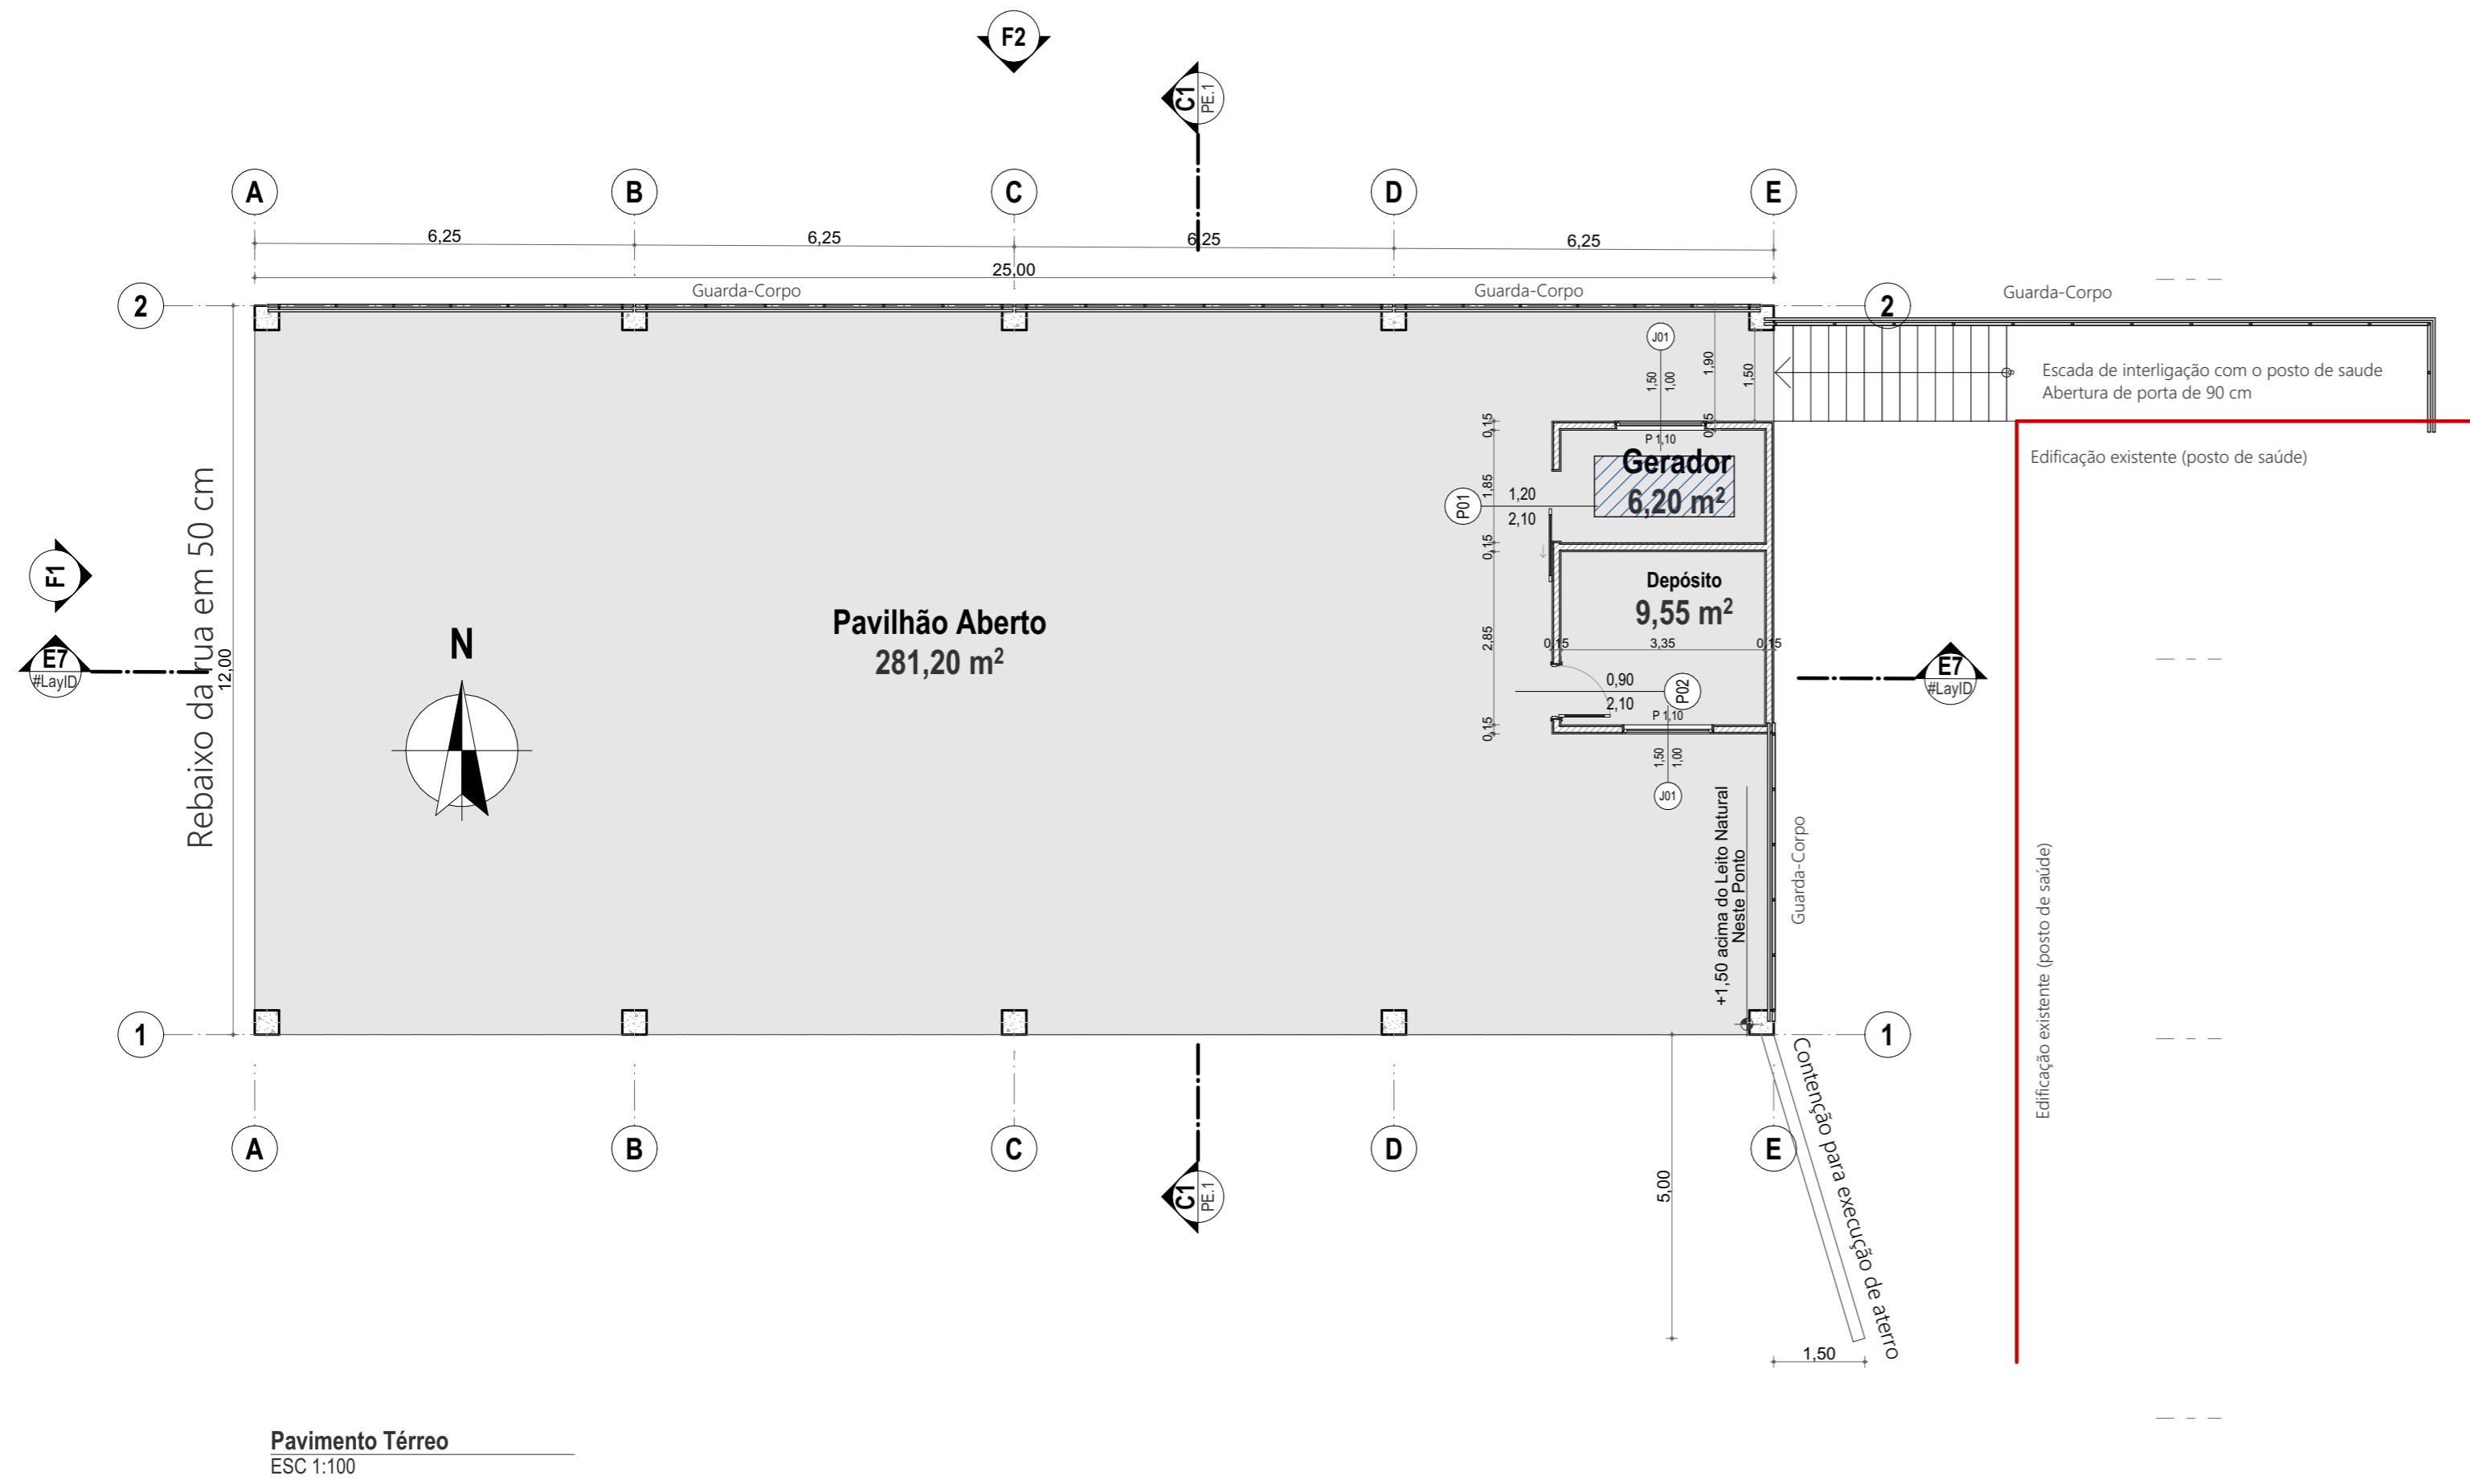 F2
C1
PE.1
A
B
C
D
E
6,25
6,25
6,25
6,25
25,00
Guarda-Corpo
Guarda-Corpo
Guarda-Corpo
2
2
J01
1,50
1,00
1,90
1,50
Escada de interligação com o posto de saude
Abertura de porta de 90 cm
0,15
0,15
P 1,10
Edificação existente (posto de saúde)
Gerador
6,20 m²
1,85
P01
1,20
2,10
0,15
Rebaixo da rua em 50 cm
12,00
F1
E7
#LayID
N
Pavilhão Aberto
281,20 m²
Depósito
9,55 m²
2,85
0,15
3,35
0,15
0,90
2,10
P02
P 1,10
0,15
1,50
1,00
J01
E7
#LayID
+1,50 acima do Leito Natural
Neste Ponto
Guarda-Corpo
Edificação existente (posto de saúde)
1
1
Contenção para execução de aterro
A
B
C
D
E
C1
PE.1
5,00
1,50
Pavimento Térreo
ESC 1:100